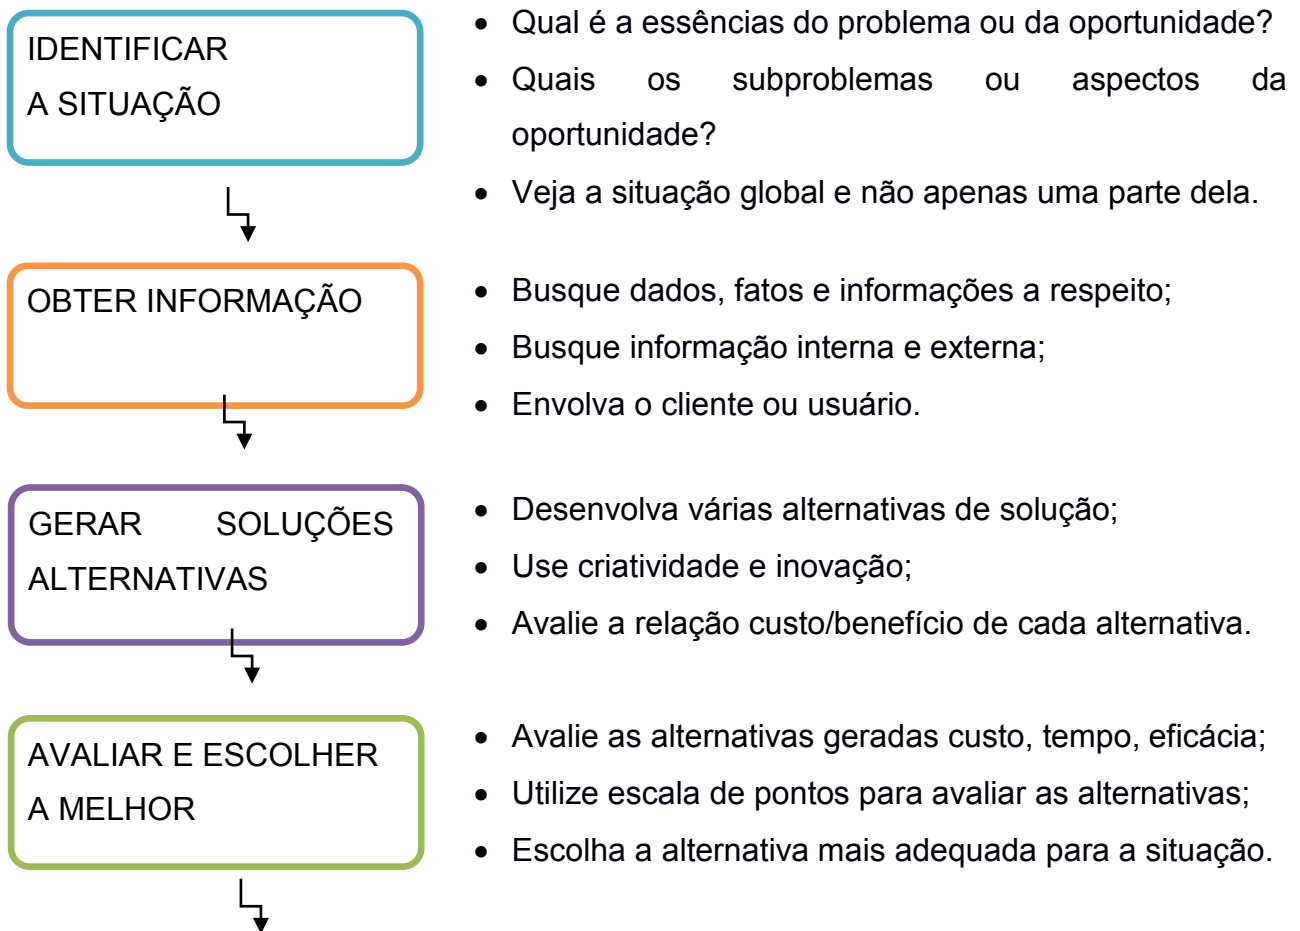 IDENTIFICAR
A SITUAÇÃO
• Qual é a essências do problema ou da oportunidade?
• Quais os subproblemas ou aspectos da
oportunidade?
• Veja a situação global e não apenas uma parte dela.
OBTER INFORMAÇÃO
• Busque dados, fatos e informações a respeito;
• Busque informação interna e externa;
• Envolva o cliente ou usuário.
GERAR SOLUÇÕES
ALTERNATIVAS
• Desenvolva várias alternativas de solução;
• Use criatividade e inovação;
• Avalie a relação custo/benefício de cada alternativa.
AVALIAR E ESCOLHER
A MELHOR
• Avalie as alternativas geradas custo, tempo, eficácia;
• Utilize escala de pontos para avaliar as alternativas;
• Escolha a alternativa mais adequada para a situação.